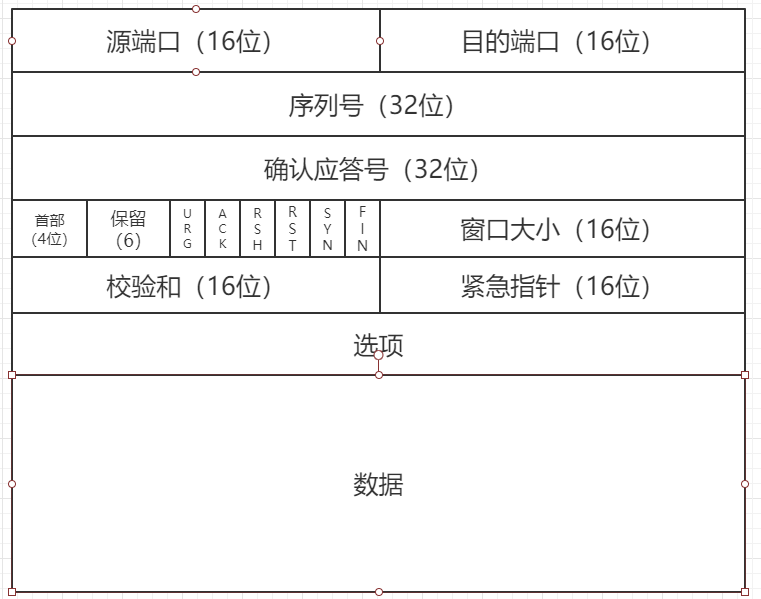 源端口（16位）
目的端口（16位）
序列号（32位）
确认应答号（32位）
首部
（4位）
保留
（6）
URG
ACK
RSH
RST
SYN
FIN
窗口大小（16位）
校验和（16位）
紧急指针（16位）
选项
数据